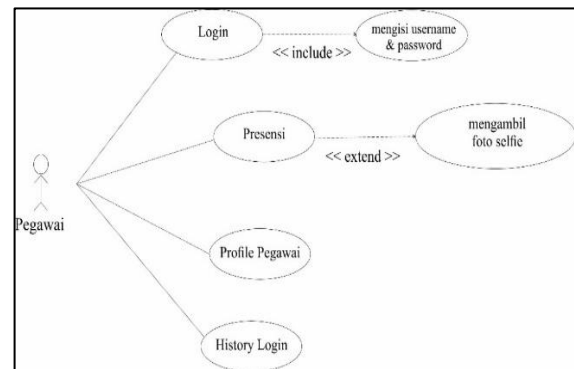 Login
<< include >>
mengisi username
& password
Presensi
<< extend >>
mengambil
foto selfie
Pegawai
Profile Pegawai
History Login